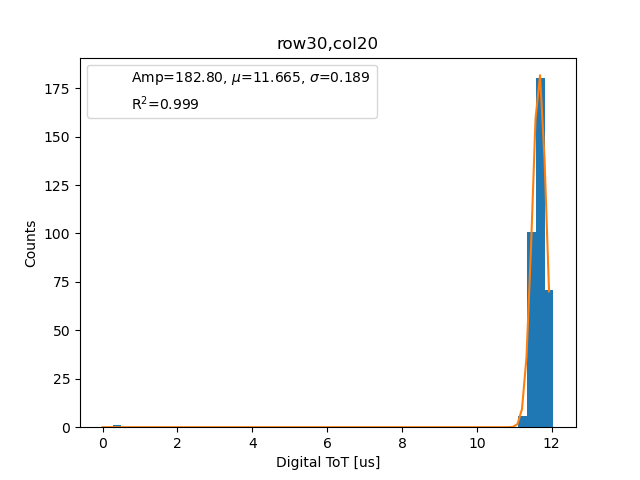 row30,col20
Amp=182.80, μ=11.665, σ=0.189
R²=0.999
Counts
175
150
125
100
75
50
25
0
0 2 4 6 8 10 12
Digital ToT [us]